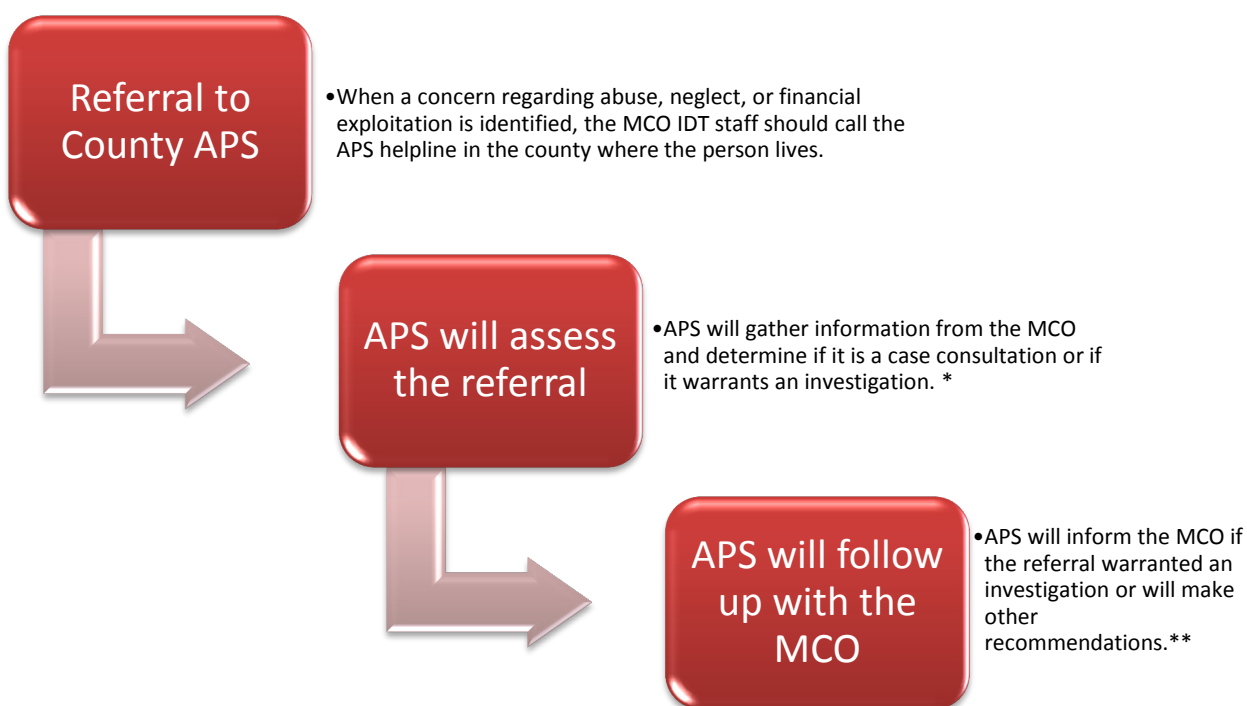 Referral to
County APS
•When a concern regarding abuse, neglect, or financial
exploitation is identified, the MCO IDT staff should call the
APS helpline in the county where the person lives.
APS will assess
the referral
•APS will gather information from the MCO
and determine if it is a case consultation or if
it warrants an investigation. *
APS will follow
up with the
MCO
•APS will inform the MCO if
the referral warranted an
investigation or will make
other
recommendations.**